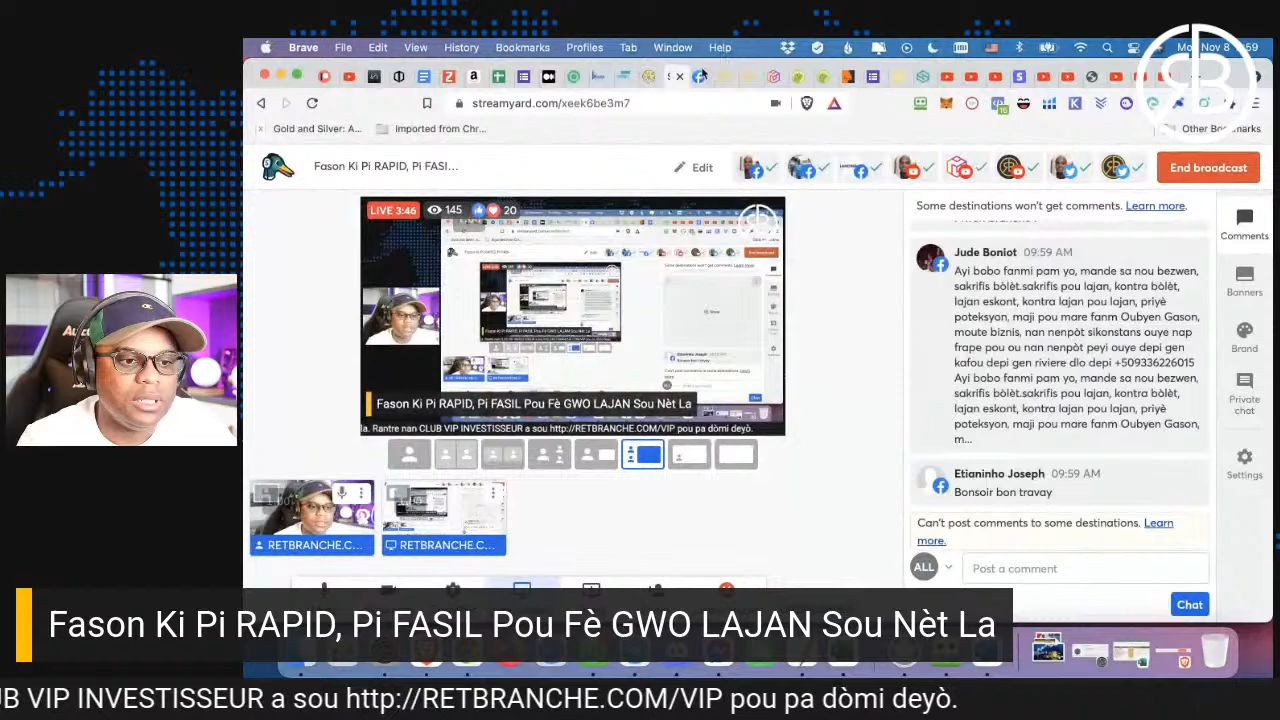 Brave File Edit View History Bookmarks Profiles Tab Window Help
streamyard.com/xeek6be3m7
Gold and Silver: A...
Imported from Chr...
Other Bookmarks
Fason Ki Pi RAPID, Pi FASI...
Edit
End broadcast
LIVE 3:46
145
20
Fason Ki Pi RAPID, Pi FASIL Pou Fè GWO LAJAN Sou Nèt La
Rantre nan CLUB VIP INVESTISSEUR a sou http://RETBRANCHE.COM/VIP pou pa dòmi deyò.
RETBRANCHE.C...
RETBRANCHE.C...
Some destinations won't get comments. Learn more.
Jude Boniot 09:59 AM
Ayi bobo fanmi pam yo, mande sa nou bezwen,
sakrifis bòlèt.sakrifis pou lajan, kontra bòlèt,
lajan eskont, kontra lajan pou lajan, priyè
poteksyon, maji pou mare fanm Oubyen Gason,
moute biznis, nan nenpòt sikonstans ouye nap
frape pou ou, nan nenpòt peyi ouye depi gen
kafou depi gen riviere dlo dap +509336226015
Ayi bobo fanmi pam yo, mande sa nou bezwen,
sakrifis bòlèt.sakrifis pou lajan, kontra bòlèt,
lajan eskont, kontra lajan pou lajan, priyè
poteksyon, maji pou mare fanm Oubyen Gason,
m...
Etianinho Joseph 09:59 AM
Bonsoir bon travay
Can't post comments to some destinations. Learn
more.
ALL
Post a comment
Chat
Comments
Banners
Brand
Private
chat
Settings
Fason Ki Pi RAPID, Pi FASIL Pou Fè GWO LAJAN Sou Nèt La
VIP INVESTISSEUR a sou http://RETBRANCHE.COM/VIP pou pa dòmi deyò.